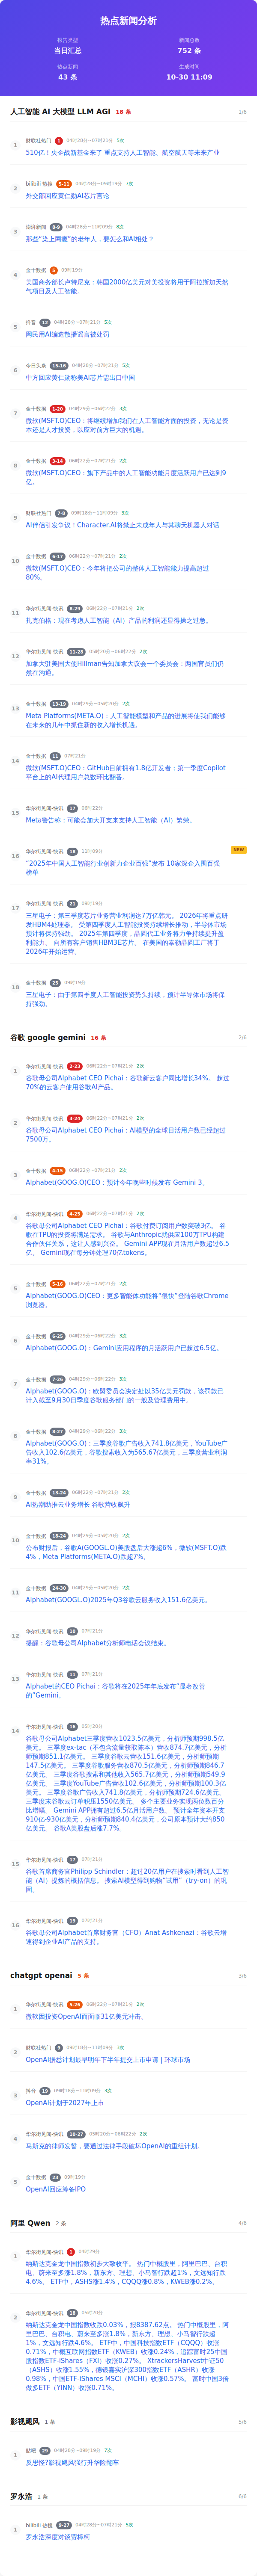 热点新闻分析
报告类型
当日汇总
新闻总数
752 条
热点新闻
43 条
生成时间
10-30 11:09
人工智能 AI 大模型 LLM AGI 18 条 1/6
1
财联社热门 1 04时28分~07时21分 5次
510亿！央企战新基金来了 重点支持人工智能、航空航天等未来产业
2
bilibili 热搜 5-11 04时28分~09时19分 7次
外交部回应黄仁勋AI芯片言论
3
澎湃新闻 8-9 04时28分~11时09分 8次
那些“染上网瘾”的老年人，要怎么和AI相处？
4
金十数据 5 09时19分
美国商务部长卢特尼克：韩国2000亿美元对美投资将用于阿拉斯加天然
气项目及人工智能。
5
抖音 12 04时28分~07时21分 5次
网民用AI编造散播谣言被处罚
6
今日头条 15-16 04时28分~07时21分 5次
中方回应黄仁勋称美AI芯片需出口中国
7
金十数据 1-20 04时29分~06时22分 3次
微软(MSFT.O)CEO：将继续增加我们在人工智能方面的投资，无论是资
本还是人才投资，以应对前方巨大的机遇。
8
金十数据 3-14 06时22分~07时21分 2次
微软(MSFT.O)CEO：旗下产品中的人工智能功能月度活跃用户已达到9
亿。
9
财联社热门 7-8 09时18分~11时09分 3次
AI伴侣引发争议！Character.AI将禁止未成年人与其聊天机器人对话
10
金十数据 6-17 06时22分~07时21分 2次
微软(MSFT.O)CEO：今年将把公司的整体人工智能能力提高超过
80%。
11
华尔街见闻-快讯 8-29 06时22分~07时21分 2次
扎克伯格：现在考虑人工智能（AI）产品的利润还显得操之过急。
12
华尔街见闻-快讯 11-20 05时20分~06时22分 2次
加拿大驻美国大使Hillman告知加拿大议会一个委员会：两国官员们仍
然在沟通。
13
金十数据 13-19 04时29分~05时20分 2次
Meta Platforms(META.O)：人工智能模型和产品的进展将使我们能够
在未来的几年中抓住新的收入增长机遇。
14
金十数据 11 07时21分
微软(MSFT.O)CEO：GitHub目前拥有1.8亿开发者；第一季度Copilot
平台上的AI代理用户总数环比翻番。
15
华尔街见闻-快讯 17 06时22分
Meta警告称：可能会加大开支来支持人工智能（AI）繁荣。
16
华尔街见闻-快讯 18 11时09分 NEW
“2025年中国人工智能行业创新力企业百强”发布 10家深企入围百强
榜单
17
华尔街见闻-快讯 21 09时19分
三星电子：第三季度芯片业务营业利润达7万亿韩元。 2026年将重点研
发HBM4处理器。 受第四季度人工智能投资持续增长推动，半导体市场
预计将保持强劲。 2025年第四季度，晶圆代工业务将力争持续提升盈
利能力。 向所有客户销售HBM3E芯片。 在美国的泰勒晶圆工厂将于
2026年开始运营。
18
金十数据 25 09时19分
三星电子：由于第四季度人工智能投资势头持续，预计半导体市场将保
持强劲。
谷歌 google gemini 16 条 2/6
1
华尔街见闻-快讯 2-23 06时22分~07时21分 2次
谷歌母公司Alphabet CEO Pichai：谷歌新云客户同比增长34%。 超过
70%的云客户使用谷歌AI产品。
2
华尔街见闻-快讯 3-24 06时22分~07时21分 2次
谷歌母公司Alphabet CEO Pichai：AI模型的全球日活用户数已经超过
7500万。
3
金十数据 4-15 06时22分~07时21分 2次
Alphabet(GOOG.O)CEO：预计今年晚些时候发布 Gemini 3。
4
华尔街见闻-快讯 4-25 06时22分~07时21分 2次
谷歌母公司Alphabet CEO Pichai：谷歌付费订阅用户数突破3亿。 谷
歌在TPU的投资将满足需求。 谷歌与Anthropic就供应100万TPU构建
合作伙伴关系，这让人感到兴奋。 Gemini APP现在月活用户数超过6.5
亿。 Gemini现在每分钟处理70亿tokens。
5
金十数据 5-16 06时22分~07时21分 2次
Alphabet(GOOG.O)CEO：更多智能体功能将“很快”登陆谷歌Chrome
浏览器。
6
金十数据 6-25 04时29分~06时22分 3次
Alphabet(GOOG.O)：Gemini应用程序的月活跃用户已超过6.5亿。
7
金十数据 7-26 04时29分~06时22分 3次
Alphabet(GOOG.O)：欧盟委员会决定处以35亿美元罚款，该罚款已
计入截至9月30日季度谷歌服务部门的一般及管理费用中。
8
金十数据 8-27 04时29分~06时22分 3次
Alphabet(GOOG.O)：三季度谷歌广告收入741.8亿美元，YouTube广
告收入102.6亿美元，谷歌搜索收入为565.67亿美元，三季度营业利润
率31%。
9
金十数据 13-24 06时22分~07时21分 2次
AI热潮助推云业务增长 谷歌营收飙升
10
金十数据 18-24 04时29分~05时20分 2次
公布财报后，谷歌A(GOOGL.O)美股盘后大涨超6%，微软(MSFT.O)跌
4%，Meta Platforms(META.O)跌超7%。
11
金十数据 24-30 04时29分~05时20分 2次
Alphabet(GOOGL.O)2025年Q3谷歌云服务收入151.6亿美元。
12
华尔街见闻-快讯 10 07时21分
提醒：谷歌母公司Alphabet分析师电话会议结束。
13
华尔街见闻-快讯 11 07时21分
Alphabet的CEO Pichai：谷歌将在2025年年底发布“显著改善
的”Gemini。
14
华尔街见闻-快讯 16 05时20分
谷歌母公司Alphabet三季度营收1023.5亿美元，分析师预期998.5亿
美元。 三季度ex-tac（不包含流量获取陈本）营收874.7亿美元，分析
师预期851.1亿美元。 三季度谷歌云营收151.6亿美元，分析师预期
147.5亿美元。 三季度谷歌服务营收870.5亿美元，分析师预期846.7
亿美元。 三季度谷歌搜索和其他收入565.7亿美元，分析师预期549.9
亿美元。 三季度YouTube广告营收102.6亿美元，分析师预期100.3亿
美元。 三季度谷歌广告收入741.8亿美元，分析师预期724.6亿美元。
三季度末谷歌云订单积压1550亿美元。 多个主要业务实现两位数百分
比增幅。 Gemini APP拥有超过6.5亿月活用户数。 预计全年资本开支
910亿-930亿美元，分析师预期840.4亿美元，公司原本预计大约850
亿美元。 谷歌A美股盘后涨7.7%。
15
华尔街见闻-快讯 17 07时21分
谷歌首席商务官Philipp Schindler：超过20亿用户在搜索时看到人工智
能（AI）提炼的概括信息。 搜索AI模型得到购物“试用”（try-on）的巩
固。
16
华尔街见闻-快讯 19 07时21分
谷歌母公司Alphabet首席财务官（CFO）Anat Ashkenazi：谷歌云增
速得到企业AI产品的支持。
chatgpt openai 5 条 3/6
1
华尔街见闻-快讯 5-26 06时22分~07时21分 2次
微软因投资OpenAI而面临31亿美元冲击。
2
财联社热门 9 09时18分~11时09分 3次
OpenAI据悉计划最早明年下半年提交上市申请 | 环球市场
3
抖音 19 09时18分~11时09分 3次
OpenAI计划于2027年上市
4
华尔街见闻-快讯 10-27 05时20分~06时22分 2次
马斯克的律师发誓，要通过法律手段破坏OpenAI的重组计划。
5
金十数据 23 09时19分
OpenAI回应筹备IPO
阿里 Qwen 2 条 4/6
1
华尔街见闻-快讯 3 04时29分
纳斯达克金龙中国指数初步大致收平。 热门中概股里，阿里巴巴、台积
电、蔚来至多涨1.8%，新东方、理想、小马智行跌超1%，文远知行跌
4.6%。 ETF中，ASHS涨1.4%，CQQQ涨0.8%，KWEB涨0.2%。
2
华尔街见闻-快讯 18 05时20分
纳斯达克金龙中国指数收跌0.03%，报8387.62点。 热门中概股里，阿
里巴巴、台积电、蔚来至多涨1.8%，新东方、理想、小马智行跌超
1%，文远知行跌4.6%。 ETF中，中国科技指数ETF（CQQQ）收涨
0.71%，中概互联网指数ETF（KWEB）收涨0.24%，追踪富时25中国
股指数ETF-iShares（FXI）收涨0.27%。 XtrackersHarvest中证50
（ASHS）收涨1.55%，德银嘉实沪深300指数ETF（ASHR）收涨
0.98%，中国ETF-iShares MSCI（MCHI）收涨0.57%。 富时中国3倍
做多ETF（YINN）收涨0.71%。
影视飓风 1 条 5/6
1
贴吧 28 04时28分~09时19分 7次
反思怪?影视飓风强行升华险翻车
罗永浩 1 条 6/6
1
bilibili 热搜 9-27 04时28分~07时21分 5次
罗永浩深度对谈贾樟柯